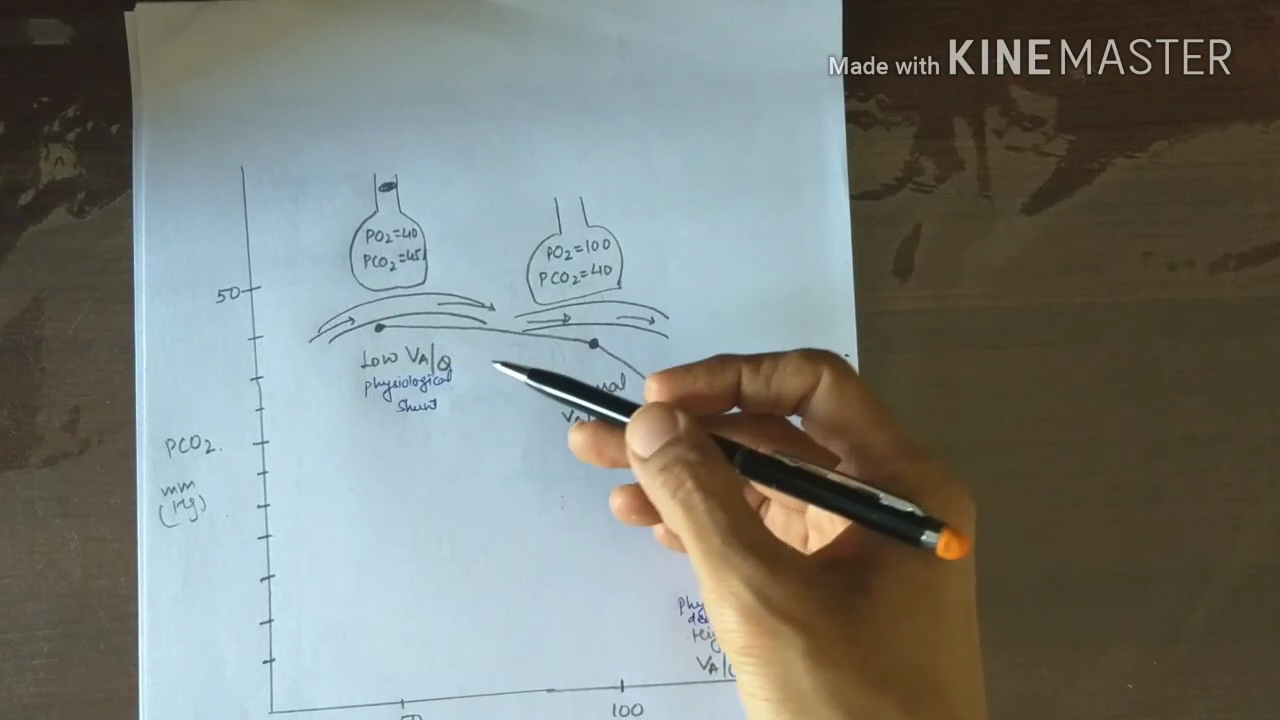 Made with KINEMASTER
PO2=40
PCO2=45
PO2=100
PCO2=40
50
Low VA/Q
physiological
shunt
PCO2.
mm
(Hg)
100